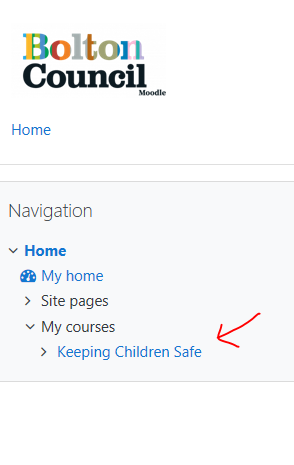 Bolton
Council
Moodle
Home
Navigation
Home
My home
Site pages
My courses
Keeping Children Safe